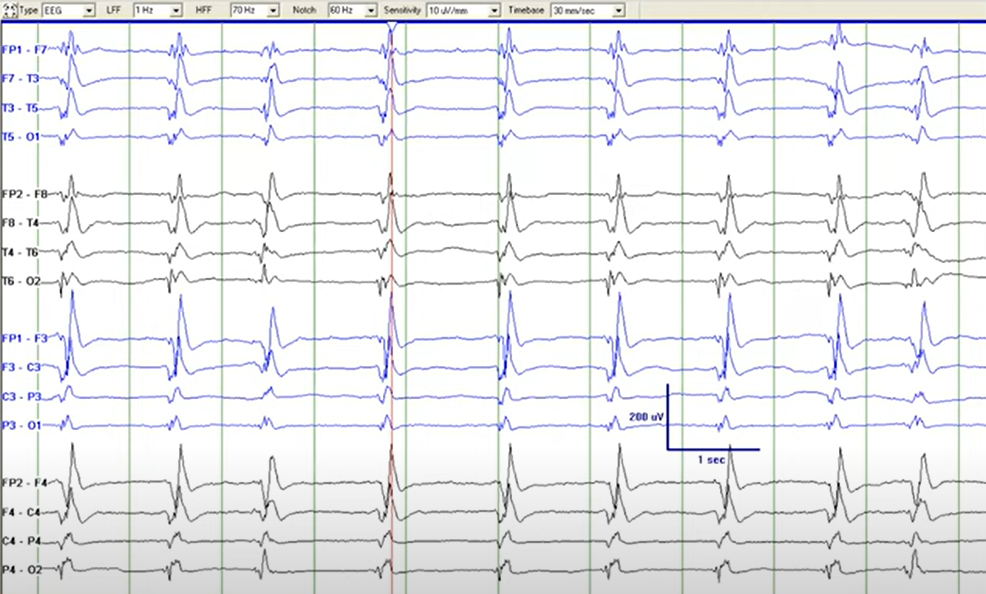 Type EEG LFF 1 Hz HFF 70 Hz Notch 60 Hz Sensitivity 10 uV/mm Timebase 30 mm/sec
FP1 - F7
F7 - T3
T3 - T5
T5 - O1
FP2 - F8
F8 - T4
T4 - T6
T6 - O2
FP1 - F3
F3 - C3
C3 - P3
200 uV
P3 - O1
1 sec
FP2 - F4
F4 - C4
C4 - P4
P4 - O2